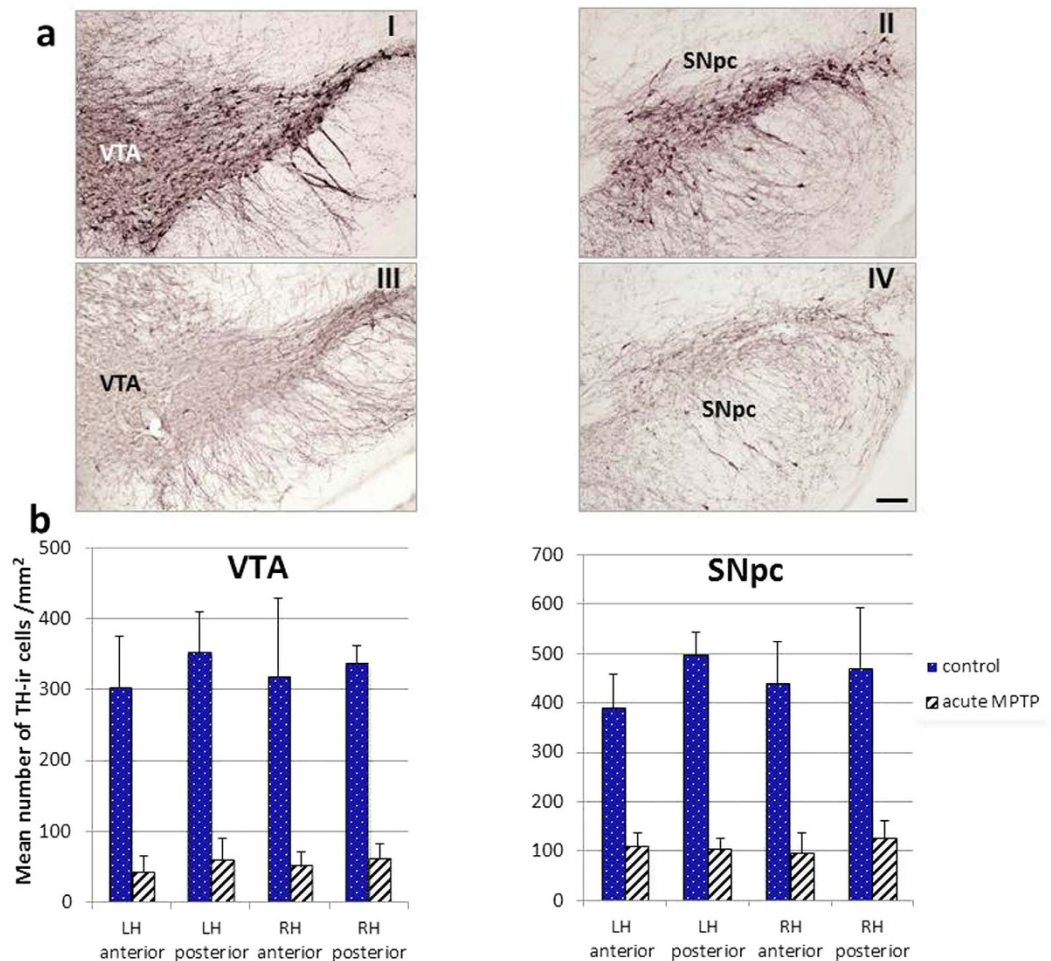 a
I
VTA
II
SNpc
III
VTA
IV
SNpc
b
VTA
Mean number of TH-ir cells /mm²
500
400
300
200
100
0
LH anterior
LH posterior
RH anterior
RH posterior
SNpc
700
600
500
400
300
200
100
0
LH anterior
LH posterior
RH anterior
RH posterior
control
acute MPTP